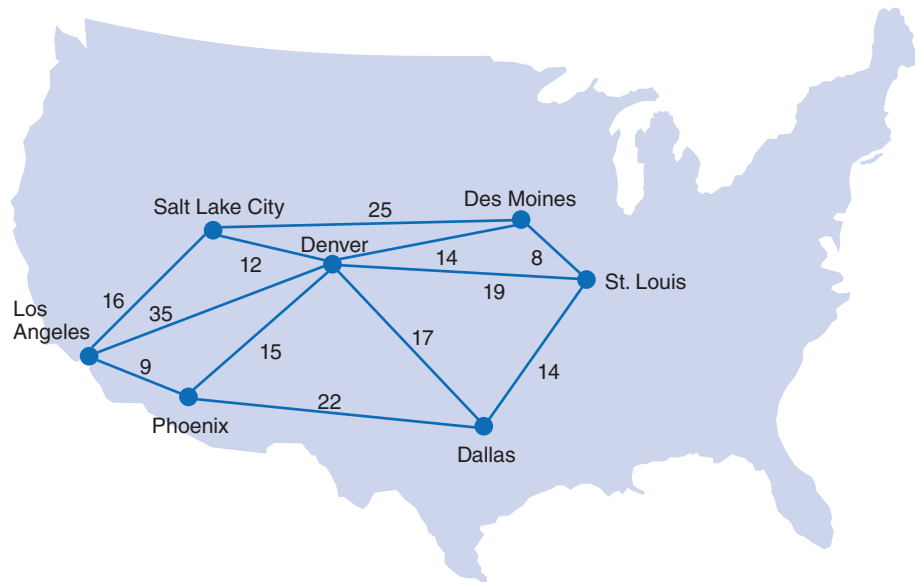 Des Moines
Salt Lake City
25
Denver
12
14
8
St. Louis
19
16
35
Los
Angeles
9
15
17
14
22
Phoenix
Dallas